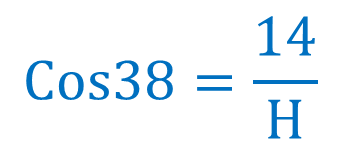 Cos38 = 14/H